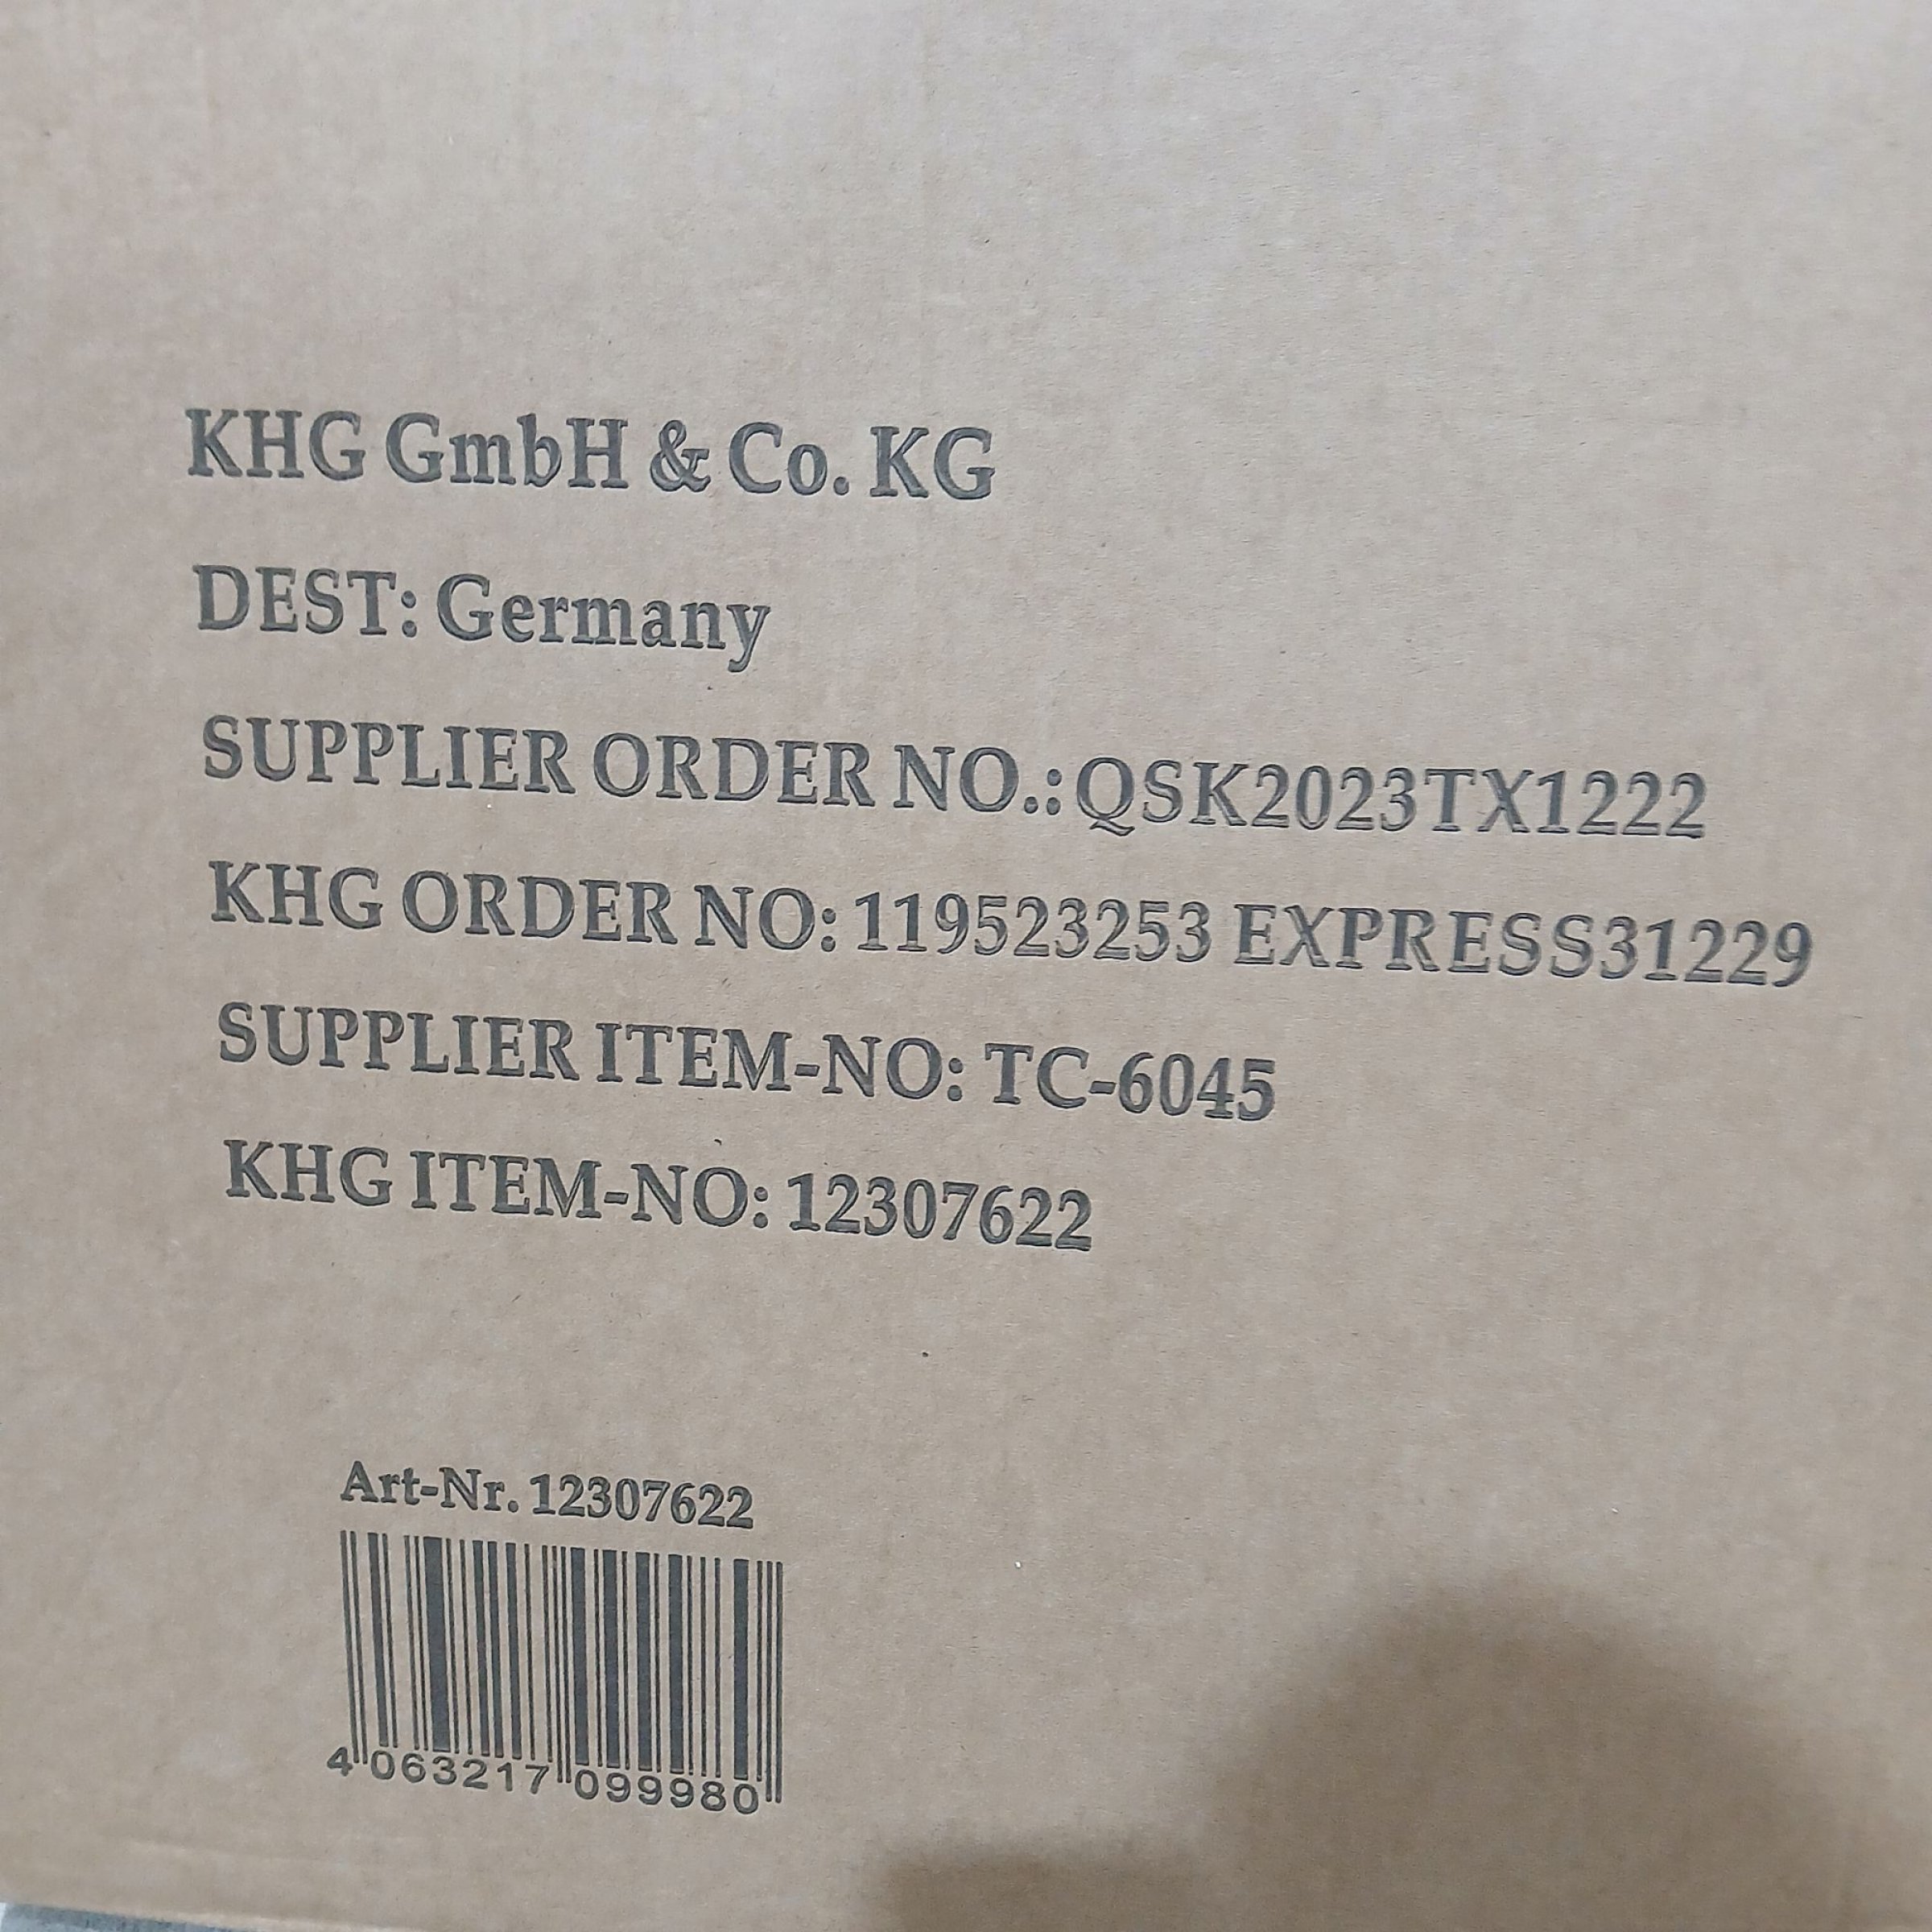 KHG GmbH & Co. KG
DEST: Germany
SUPPLIER ORDER NO.:QSK2023TX1222
KHG ORDER NO: 119523253 EXPRESS31229
SUPPLIER ITEM-NO: TC-6045
KHG ITEM-NO: 12307622
Art-Nr. 12307622
4 063217 099980